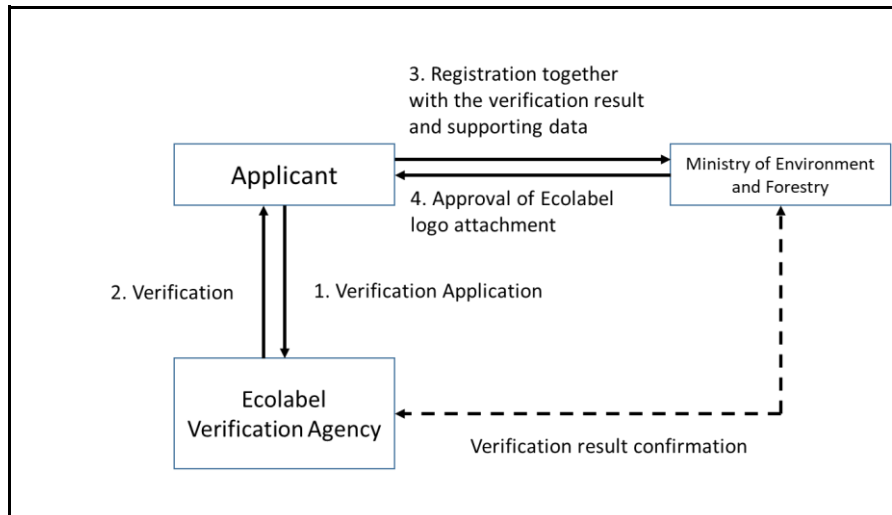 3. Registration together
with the verification result
and supporting data
Applicant
Ministry of Environment
and Forestry
4. Approval of Ecolabel
logo attachment
2. Verification
1. Verification Application
Ecolabel
Verification Agency
Verification result confirmation